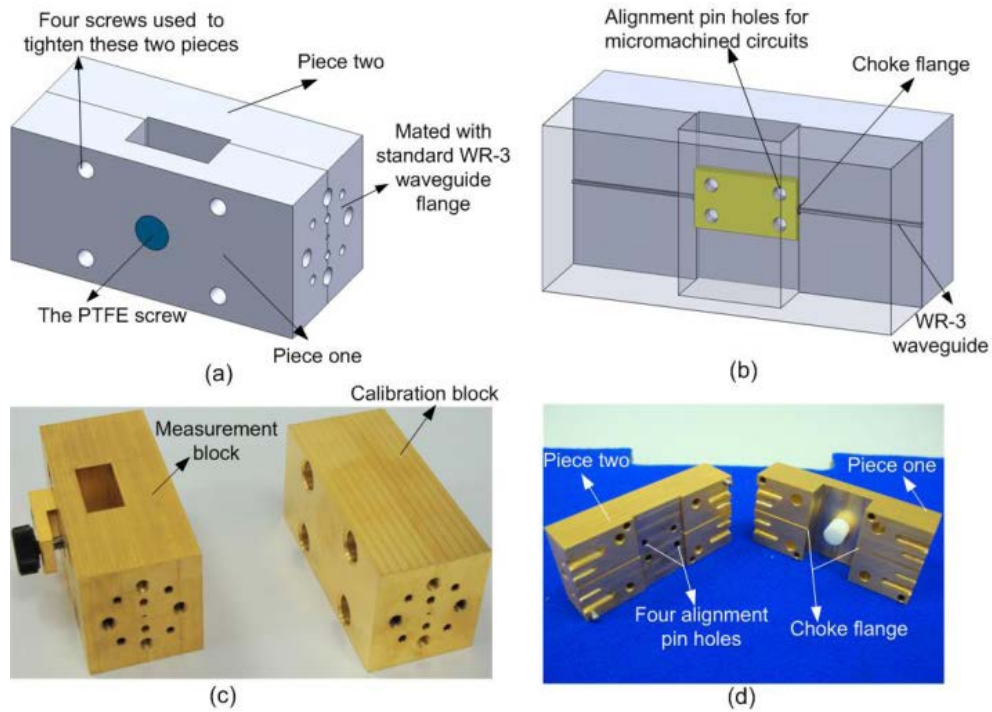 Four screws used to
tighten these two pieces
Piece two
Mated with
standard WR-3
waveguide
flange
The PTFE screw
Piece one
(a)
Alignment pin holes for
micromachined circuits
Choke flange
WR-3
waveguide
(b)
Calibration block
Measurement
block
(c)
Piece two
Piece one
Four alignment
pin holes
Choke flange
(d)